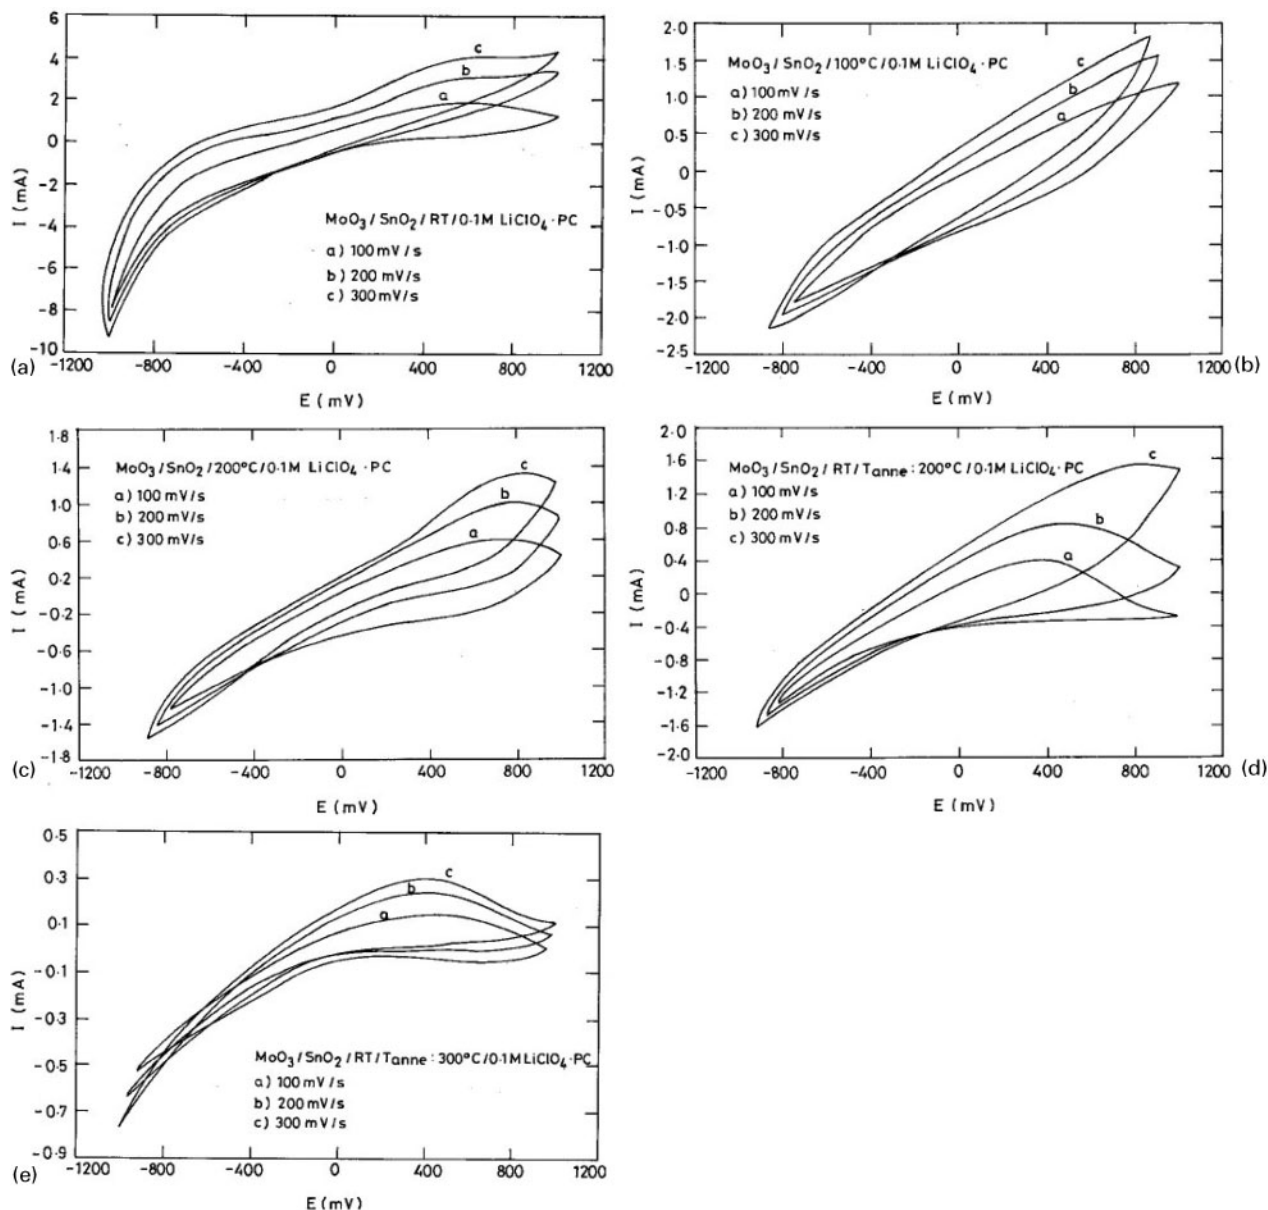 6
4
2
0
-2
-4
-6
-8
-10
I (mA)
c
b
a
MoO3/SnO2/RT/0·1M LiClO4·PC
a) 100 mV/s
b) 200 mV/s
c) 300 mV/s
-1200 -800 -400 0 400 800 1200
E (mV)
(a)
2·0
1·5
1·0
0·5
0
-0·5
-1·0
-1·5
-2·0
-2·5
I (mA)
MoO3/SnO2/100°C/0·1M LiClO4·PC
a) 100 mV/s
b) 200 mV/s
c) 300 mV/s
c
b
a
-1200 -800 -400 0 400 800 1200
E (mV)
(b)
1·8
1·4
1·0
0·6
0·2
-0·2
-0·6
-1·0
-1·4
-1·8
I (mA)
MoO3/SnO2/200°C/0·1M LiClO4·PC
a) 100 mV/s
b) 200 mV/s
c) 300 mV/s
c
b
a
-1200 -800 -400 0 400 800 1200
E (mV)
(c)
2·0
1·6
1·2
0·8
0·4
0
-0·4
-0·8
-1·2
-1·6
-2·0
I (mA)
MoO3/SnO2/RT/Tanne:200°C/0·1M LiClO4·PC
a) 100 mV/s
b) 200 mV/s
c) 300 mV/s
c
b
a
-1200 -800 -400 0 400 800 1200
E (mV)
(d)
0·5
0·3
0·1
-0·1
-0·3
-0·5
-0·7
-0·9
I (mA)
c
b
a
MoO3/SnO2/RT/Tanne:300°C/0·1M LiClO4·PC
a) 100 mV/s
b) 200 mV/s
c) 300 mV/s
-1200 -800 -400 0 400 800 1200
E (mV)
(e)